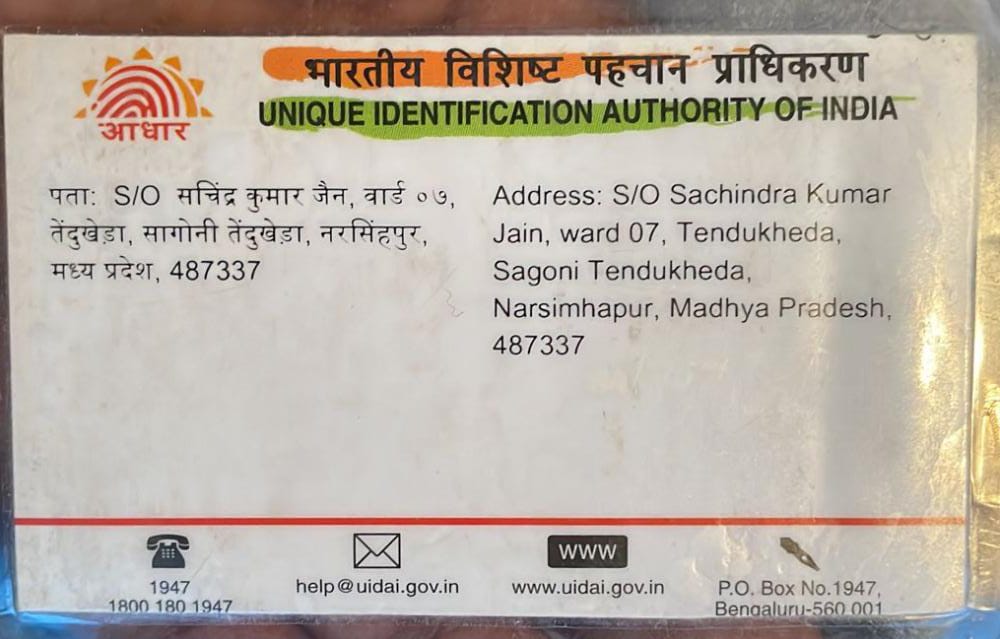 आधार
भारतीय विशिष्ट पहचान प्राधिकरण
UNIQUE IDENTIFICATION AUTHORITY OF INDIA
पता: S/O सचिंद्र कुमार जैन, वार्ड ०७,
तेंदुखेड़ा, सागोनी तेंदुखेड़ा, नरसिंहपुर,
मध्य प्रदेश, 487337
Address: S/O Sachindra Kumar
Jain, ward 07, Tendukheda,
Sagoni Tendukheda,
Narsimhapur, Madhya Pradesh,
487337
1947
1800 180 1947
help@uidai.gov.in
WWW
www.uidai.gov.in
P.O. Box No.1947,
Bengaluru-560 001